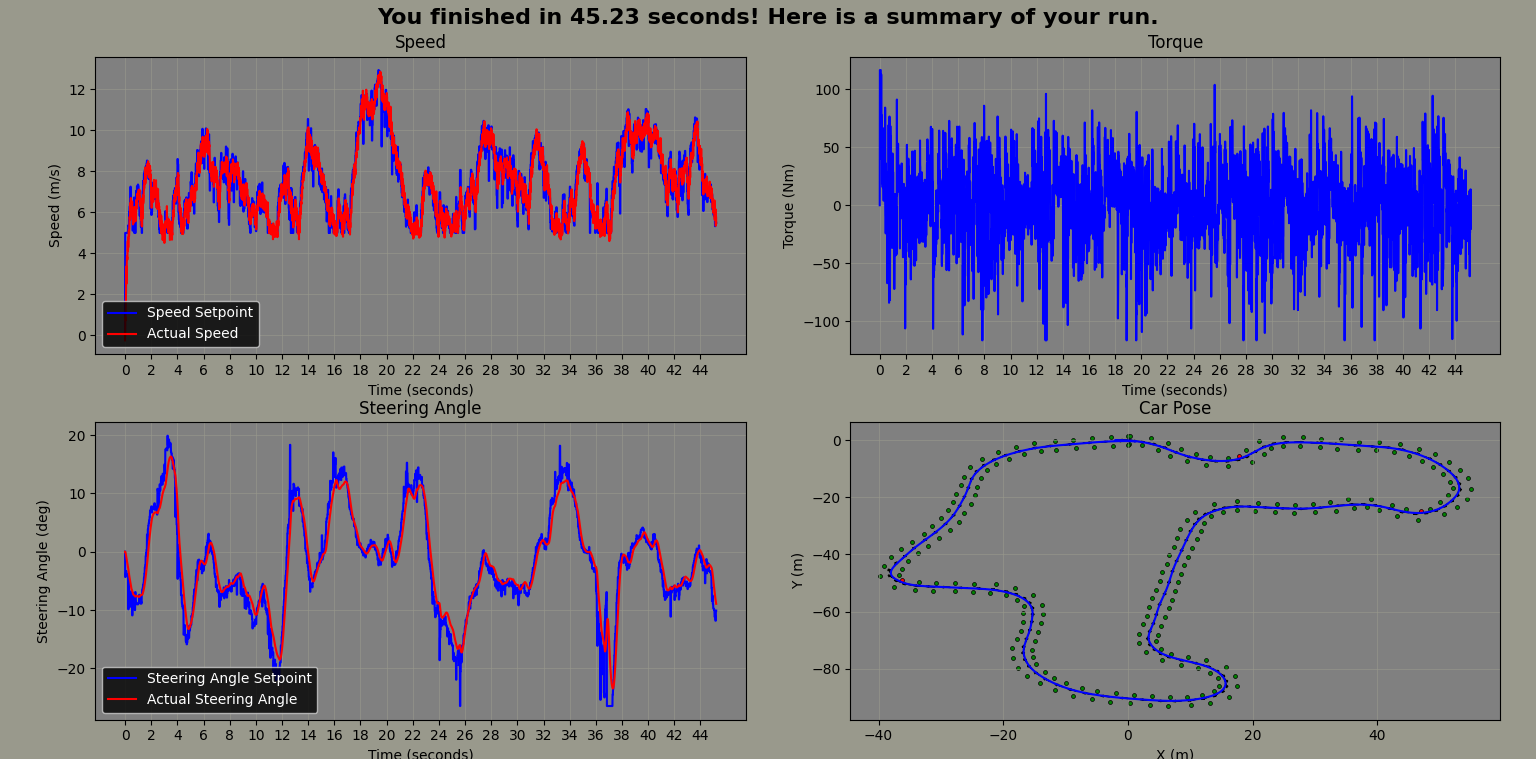 You finished in 45.23 seconds! Here is a summary of your run.
Speed
Speed (m/s)
12
10
8
6
4
2
0
Speed Setpoint
Actual Speed
0 2 4 6 8 10 12 14 16 18 20 22 24 26 28 30 32 34 36 38 40 42 44
Time (seconds)
Torque
Torque (Nm)
100
50
0
−50
−100
0 2 4 6 8 10 12 14 16 18 20 22 24 26 28 30 32 34 36 38 40 42 44
Time (seconds)
Steering Angle
Steering Angle (deg)
20
10
0
−10
−20
Steering Angle Setpoint
Actual Steering Angle
0 2 4 6 8 10 12 14 16 18 20 22 24 26 28 30 32 34 36 38 40 42 44
Time (seconds)
Car Pose
Y (m)
0
−20
−40
−60
−80
−40 −20 0 20 40
X (m)